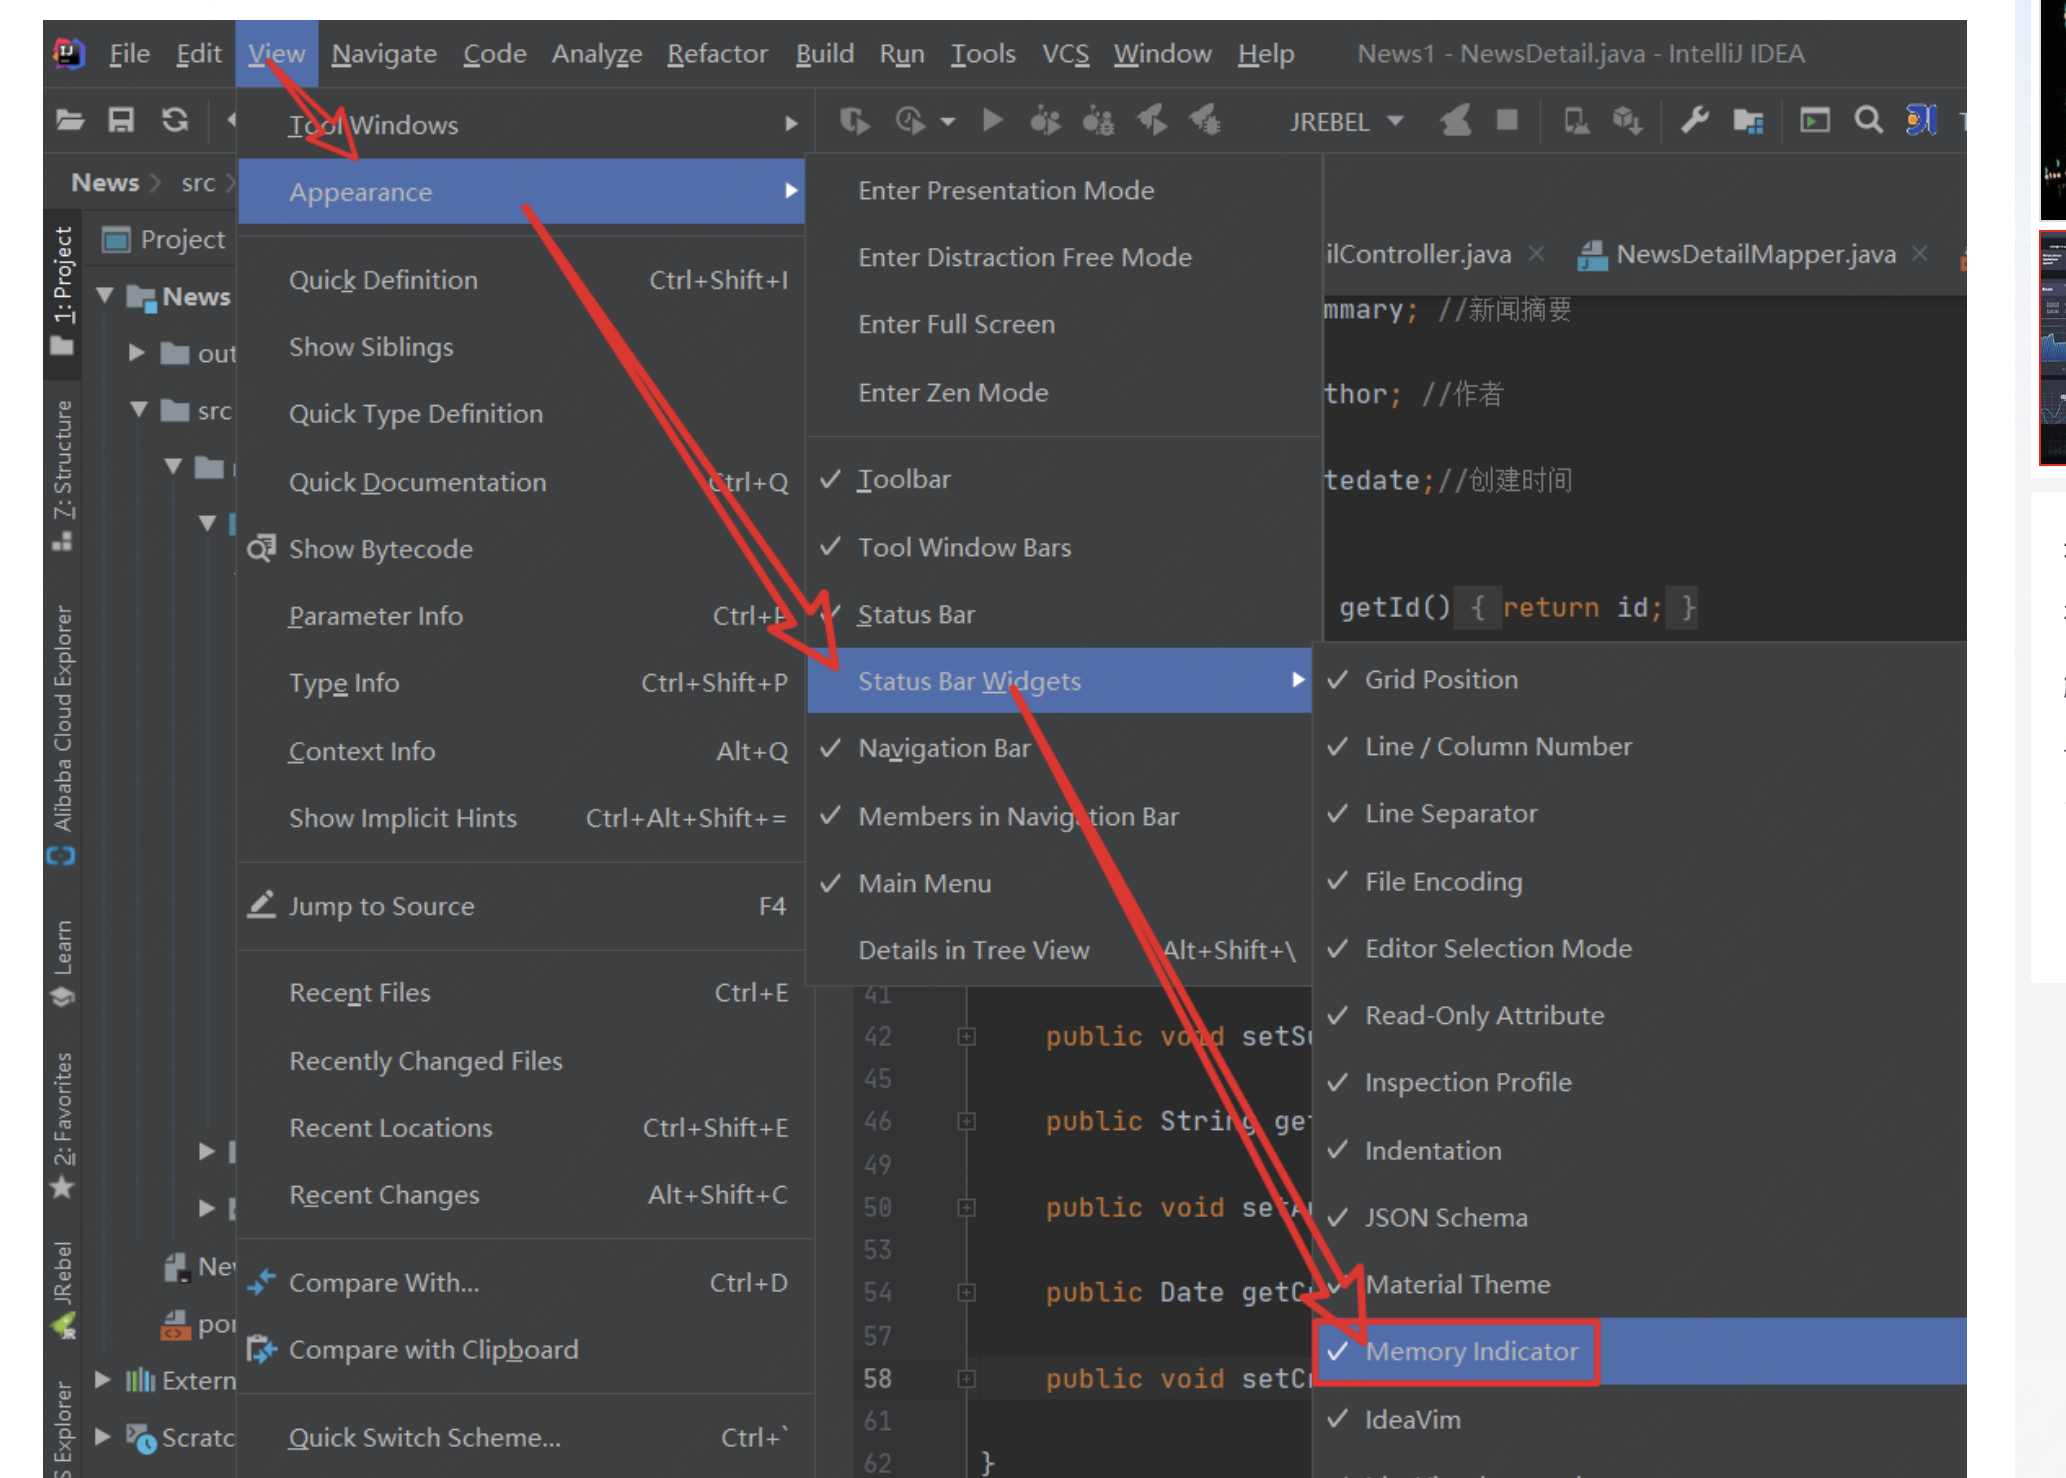 File Edit View Navigate Code Analyze Refactor Build Run Tools VCS Window Help News1 - NewsDetail.java - IntelliJ IDEA
JREBEL
News src
Project
News
out
src
External
Scratc
1: Project
7: Structure
Alibaba Cloud Explorer
Learn
2: Favorites
JRebel
Explorer
Tool Windows
Appearance
Quick Definition Ctrl+Shift+I
Show Siblings
Quick Type Definition
Quick Documentation Ctrl+Q
Show Bytecode
Parameter Info Ctrl+P
Type Info Ctrl+Shift+P
Context Info Alt+Q
Show Implicit Hints Ctrl+Alt+Shift+=
Jump to Source F4
Recent Files Ctrl+E
Recently Changed Files
Recent Locations Ctrl+Shift+E
Recent Changes Alt+Shift+C
Compare With... Ctrl+D
Compare with Clipboard
Quick Switch Scheme... Ctrl+`
Enter Presentation Mode
Enter Distraction Free Mode
Enter Full Screen
Enter Zen Mode
Toolbar
Tool Window Bars
Status Bar
Status Bar Widgets
Navigation Bar
Members in Navigation Bar
Main Menu
Details in Tree View Alt+Shift+\
Grid Position
Line / Column Number
Line Separator
File Encoding
Editor Selection Mode
Read-Only Attribute
Inspection Profile
Indentation
JSON Schema
Material Theme
Memory Indicator
IdeaVim
ilController.java NewsDetailMapper.java
mmary; //新闻摘要
thor; //作者
tedate;//创建时间
getId() { return id; }
41
42 public void setSu
45
46 public String get
49
50 public void setAu
53
54 public Date getCr
57
58 public void setCr
61
62 }